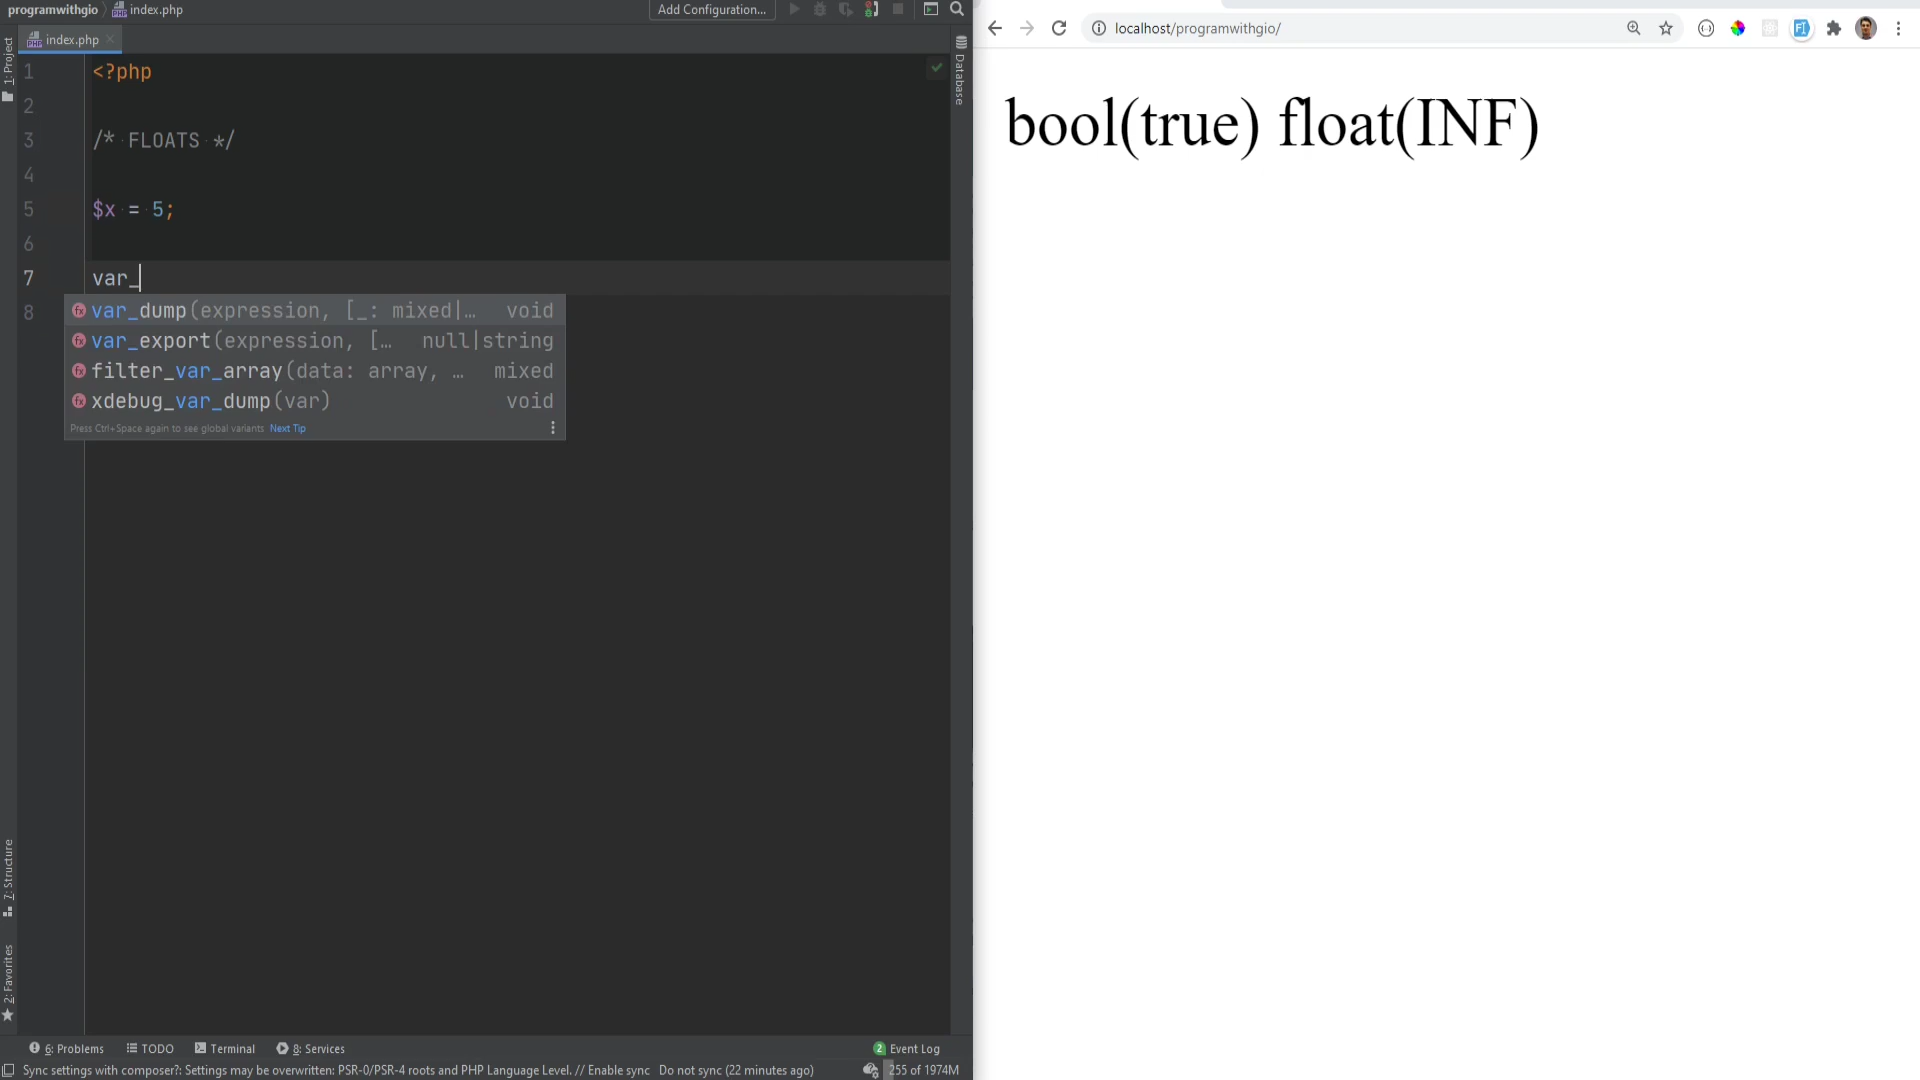 programwithgio
index.php
Add Configuration...
index.php
1: Project
Database
1 <?php
2
3 /* FLOATS */
4
5 $x = 5;
6
7 var_
8
var_dump(expression, [_: mixed|… void
var_export(expression, [… null|string
filter_var_array(data: array, … mixed
xdebug_var_dump(var) void
Press Ctrl+Space again to see global variants Next Tip
7: Structure
2: Favorites
6: Problems TODO Terminal 8: Services 2 Event Log
Sync settings with composer?: Settings may be overwritten: PSR-0/PSR-4 roots and PHP Language Level. // Enable sync Do not sync (22 minutes ago) 255 of 1974M
localhost/programwithgio/
bool(true) float(INF)